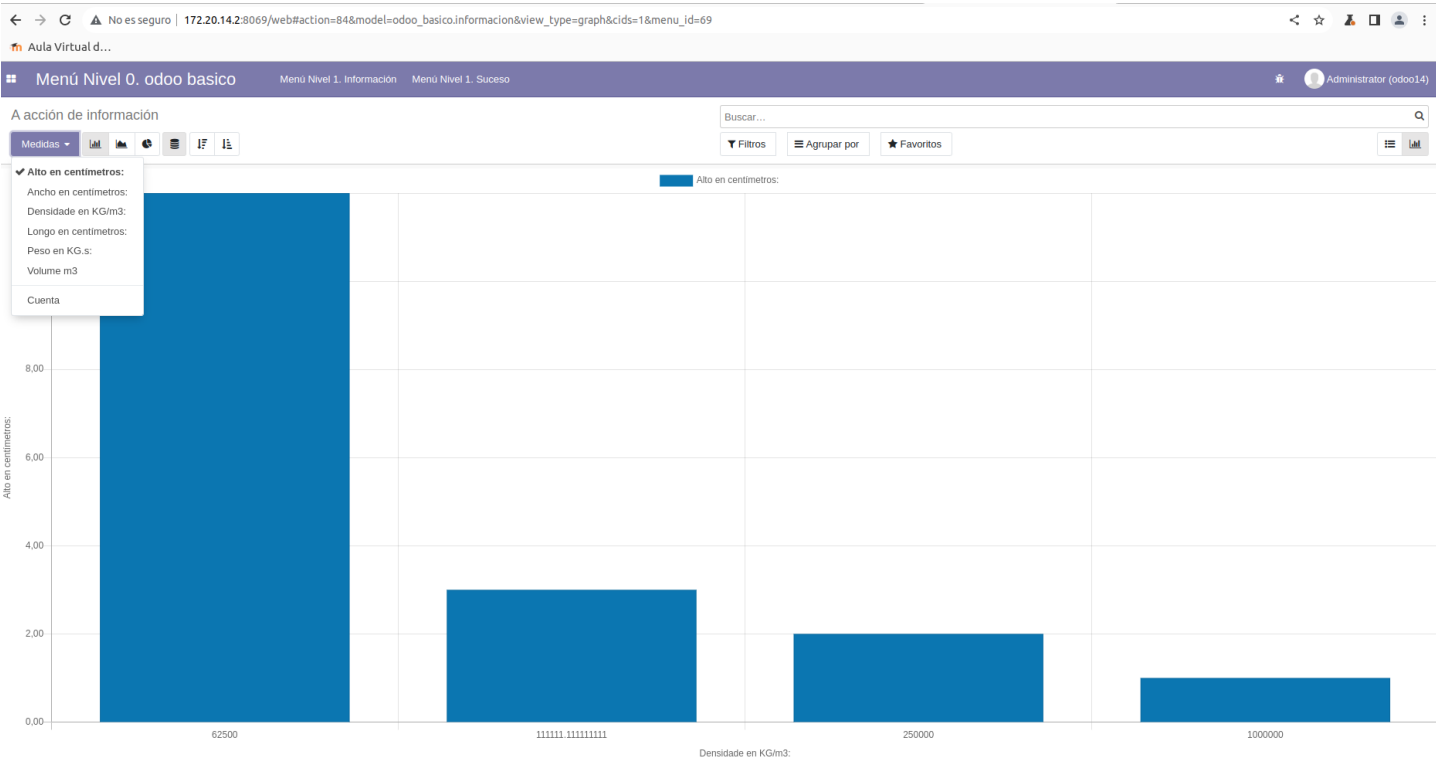 No es seguro | 172.20.14.2:8069/web#action=84&model=odoo_basico.informacion&view_type=graph&cids=1&menu_id=69
Aula Virtual d...
Menú Nivel 0. odoo basico Menú Nivel 1. Información Menú Nivel 1. Suceso Administrator (odoo14)
A acción de información
Buscar...
Medidas Filtros Agrupar por Favoritos
Alto en centímetros:
Ancho en centímetros:
Densidade en KG/m3:
Longo en centímetros:
Peso en KG.s:
Volume m3
Cuenta
Alto en centímetros:
8,00
6,00
4,00
2,00
0,00
Alto en centímetros:
62500 111111.111111111 250000 1000000
Densidade en KG/m3: